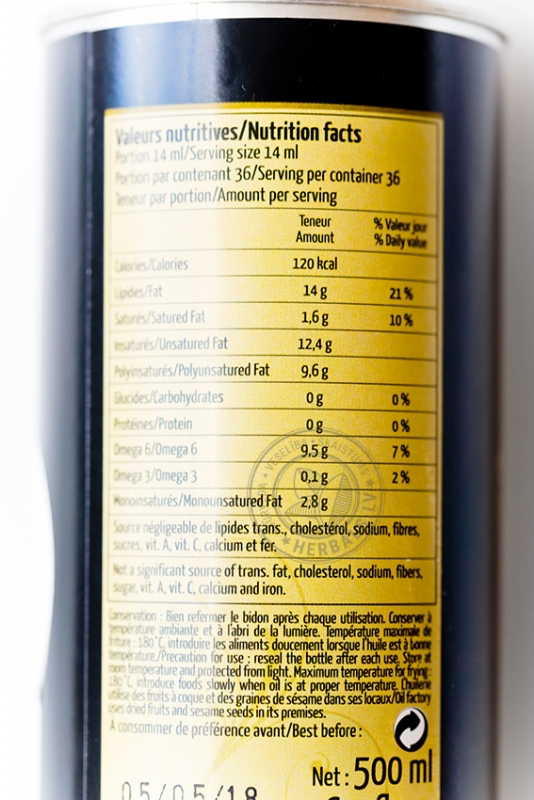 Valeurs nutritives/Nutrition facts
Portion 14 ml/Serving size 14 ml
Portion par contenant 36/Serving per container 36
Teneur par portion/Amount per serving
Teneur % Valeur jour
Amount % Daily value
Calories/Calories 120 kcal
Lipides/Fat 14 g 21 %
Saturés/Satured Fat 1,6 g 10 %
Insaturés/Unsatured Fat 12,4 g
Polyinsaturés/Polyunsatured Fat 9,6 g
Glucides/Carbohydrates 0 g 0 %
Proteines/Protein 0 g 0 %
Omega 6/Omega 6 9,5 g 7 %
Omega 3/Omega 3 0,1 g 2 %
Monoinsaturés/Monounsatured Fat 2,8 g
Source négligeable de lipides trans., cholestérol, sodium, fibres,
sucres, vit. A, vit. C, calcium et fer.
Not a significant source of trans. fat, cholesterol, sodium, fibers,
sugar, vit. A, vit. C, calcium and iron.
Conservation : Bien refermer le bidon après chaque utilisation. Conserver à
température ambiante et à l'abri de la lumière. Température maximale de
friture : 180°C, introduire les aliments doucement lorsque l'huile est à bonne
température./Precaution for use : reseal the bottle after each use. Store at
room temperature and protected from light. Maximum temperature for frying :
180°C, introduce foods slowly when oil is at proper temperature. L'huilerie
utilise des fruits à coque et des graines de sésame dans ses locaux/Oil factory
uses dried fruits and sesame seeds in its premises.
A consommer de préférence avant/Best before :
Net : 500 ml
05/05/18